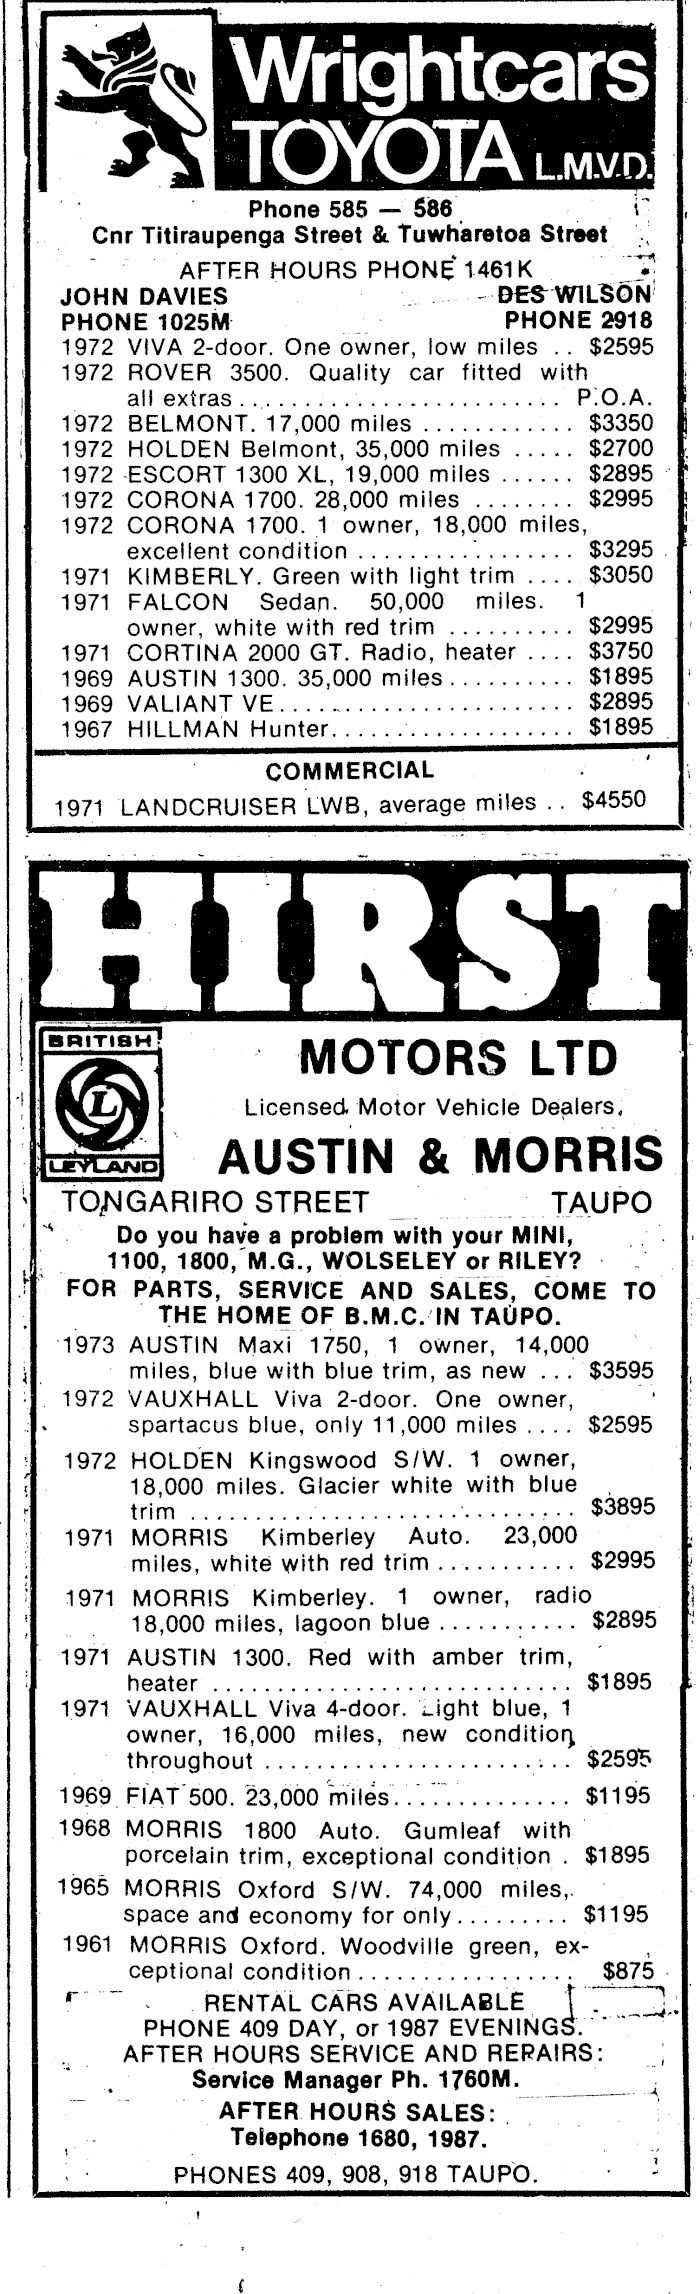 Wrightcars
TOYOTA L.M.V.D.
Phone 585 — 586
Cnr Titiraupenga Street & Tuwharetoa Street
AFTER HOURS PHONE 1461K
JOHN DAVIES DES WILSON
PHONE 1025M PHONE 2918
1972 VIVA 2-door. One owner, low miles .. $2595
1972 ROVER 3500. Quality car fitted with
all extras .......................... P.O.A.
1972 BELMONT. 17,000 miles ............ $3350
1972 HOLDEN Belmont, 35,000 miles ..... $2700
1972 ESCORT 1300 XL, 19,000 miles ...... $2895
1972 CORONA 1700. 28,000 miles ........ $2995
1972 CORONA 1700. 1 owner, 18,000 miles,
excellent condition ................. $3295
1971 KIMBERLY. Green with light trim .... $3050
1971 FALCON Sedan. 50,000 miles. 1
owner, white with red trim .......... $2995
1971 CORTINA 2000 GT. Radio, heater .... $3750
1969 AUSTIN 1300. 35,000 miles.......... $1895
1969 VALIANT VE........................ $2895
1967 HILLMAN Hunter................... $1895
COMMERCIAL
1971 LANDCRUISER LWB, average miles .. $4550
HIRST
BRITISH
L
LEYLAND
MOTORS LTD
Licensed Motor Vehicle Dealers.
AUSTIN & MORRIS
TONGARIRO STREET TAUPO
Do you have a problem with your MINI,
1100, 1800, M.G., WOLSELEY or RILEY?
FOR PARTS, SERVICE AND SALES, COME TO
THE HOME OF B.M.C. IN TAUPO.
1973 AUSTIN Maxi 1750, 1 owner, 14,000
miles, blue with blue trim, as new ... $3595
1972 VAUXHALL Viva 2-door. One owner,
spartacus blue, only 11,000 miles .... $2595
1972 HOLDEN Kingswood S/W. 1 owner,
18,000 miles. Glacier white with blue
trim .............................. $3895
1971 MORRIS Kimberley Auto. 23,000
miles, white with red trim ........... $2995
1971 MORRIS Kimberley. 1 owner, radio
18,000 miles, lagoon blue ........... $2895
1971 AUSTIN 1300. Red with amber trim,
heater ............................ $1895
1971 VAUXHALL Viva 4-door. Light blue, 1
owner, 16,000 miles, new condition
throughout ........................ $2595
1969 FIAT 500. 23,000 miles.............. $1195
1968 MORRIS 1800 Auto. Gumleaf with
porcelain trim, exceptional condition . $1895
1965 MORRIS Oxford S/W. 74,000 miles,
space and economy for only......... $1195
1961 MORRIS Oxford. Woodville green, ex-
ceptional condition ................. $875
RENTAL CARS AVAILABLE
PHONE 409 DAY, or 1987 EVENINGS.
AFTER HOURS SERVICE AND REPAIRS:
Service Manager Ph. 1760M.
AFTER HOURS SALES:
Telephone 1680, 1987.
PHONES 409, 908, 918 TAUPO.